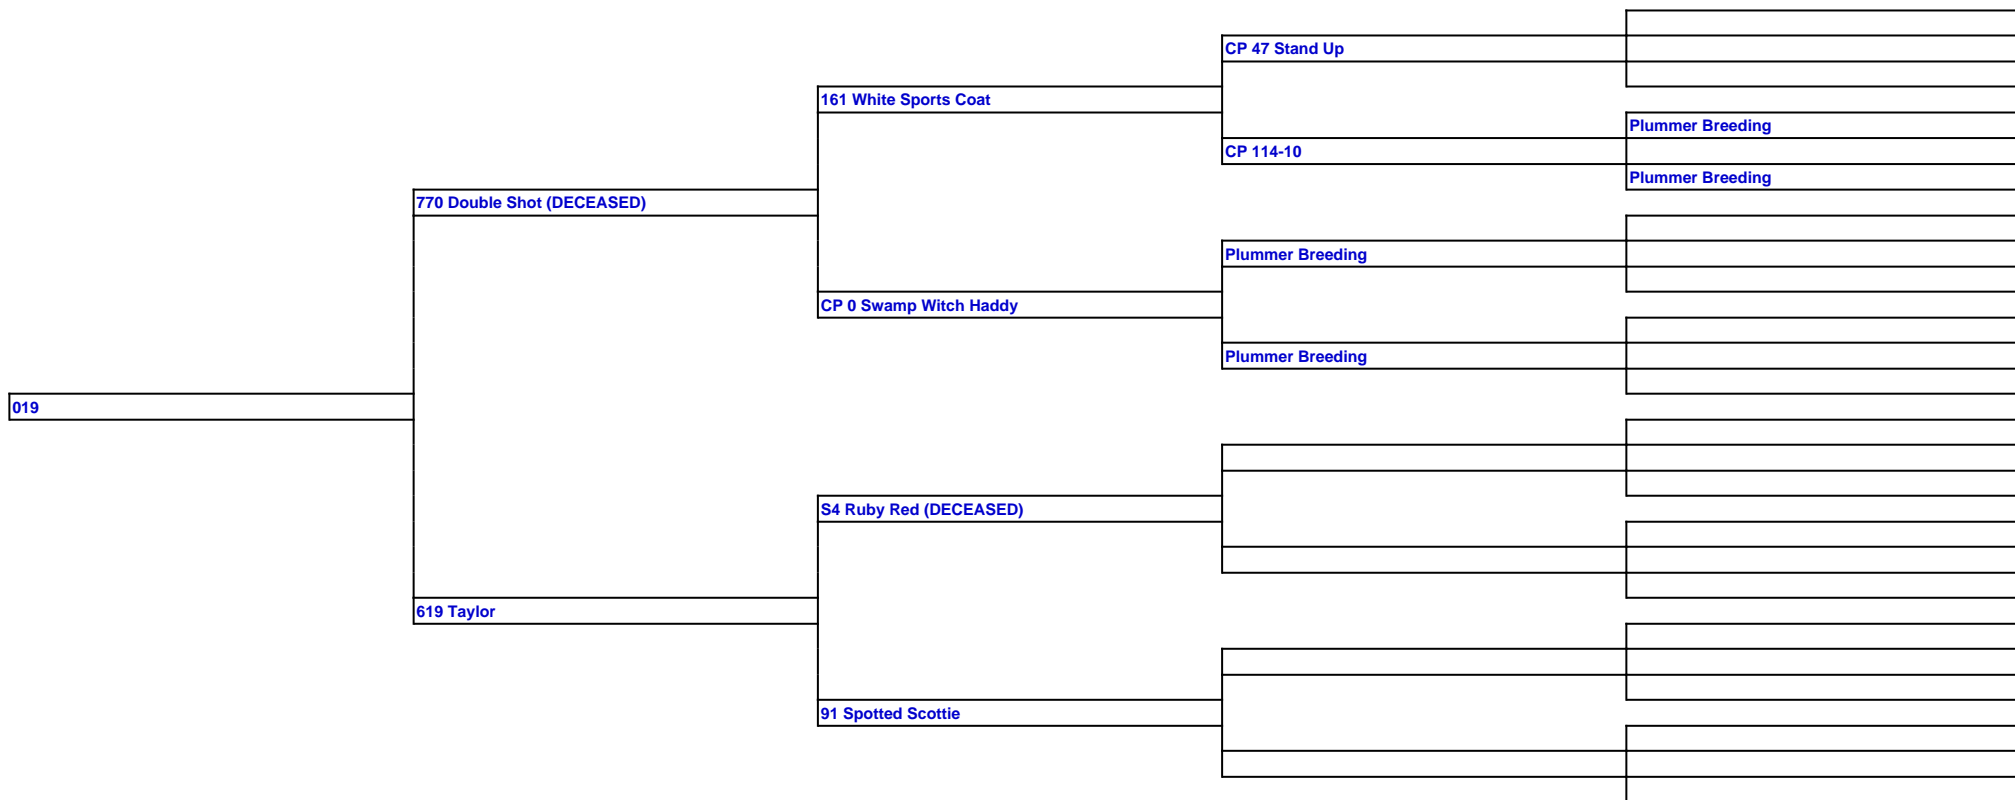 CP 47 Stand Up
161 White Sports Coat
Plummer Breeding
CP 114-10
Plummer Breeding
770 Double Shot (DECEASED)
Plummer Breeding
CP 0 Swamp Witch Haddy
Plummer Breeding
019
S4 Ruby Red (DECEASED)
619 Taylor
91 Spotted Scottie